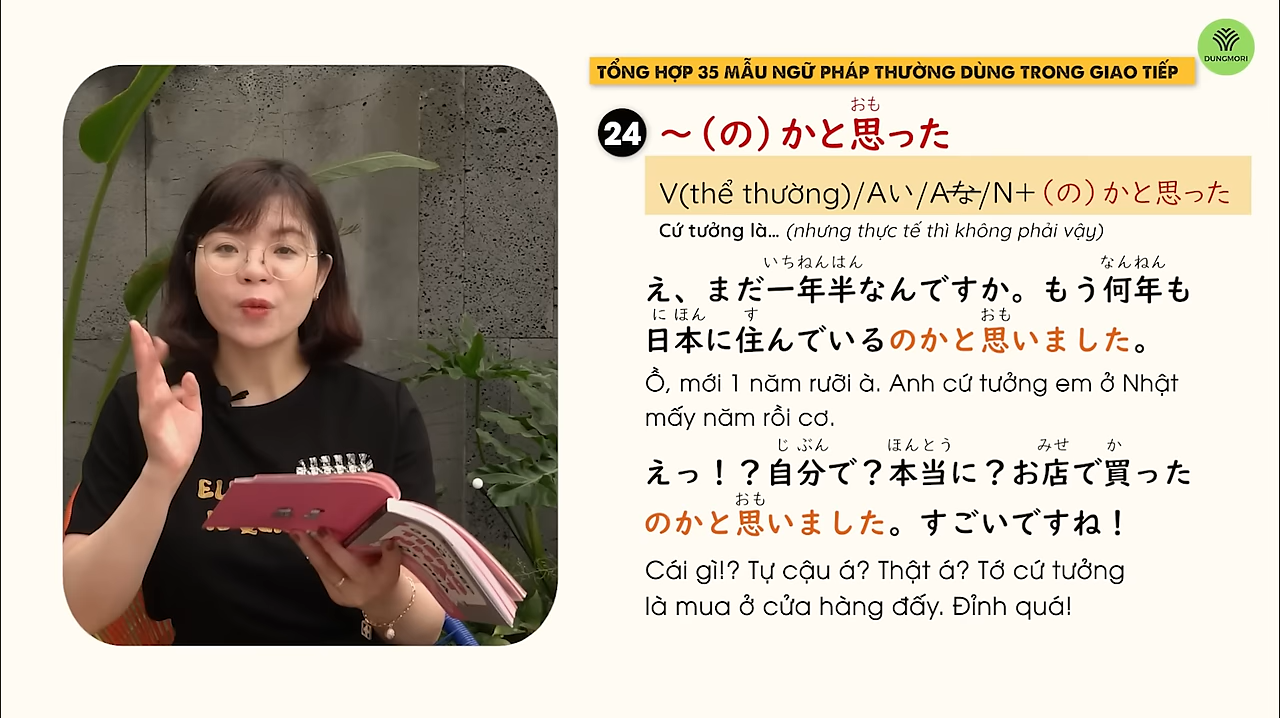 DUNGMORI
TỔNG HỢP 35 MẪU NGỮ PHÁP THƯỜNG DÙNG TRONG GIAO TIẾP
おも
24 ～（の）かと思った
V(thể thường)/Aい/Aな/N+（の）かと思った
Cứ tưởng là... (nhưng thực tế thì không phải vậy)
いちねんはん なんねん
え、まだ一年半なんですか。もう何年も
に ほん す おも
日本に住んでいるのかと思いました。
Ồ, mới 1 năm rưỡi à. Anh cứ tưởng em ở Nhật
mấy năm rồi cơ.
じ ぶん ほんとう みせ か
えっ！？自分で？本当に？お店で買った
おも
のかと思いました。すごいですね！
Cái gì!? Tự cậu á? Thật á? Tớ cứ tưởng
là mua ở cửa hàng đấy. Đỉnh quá!